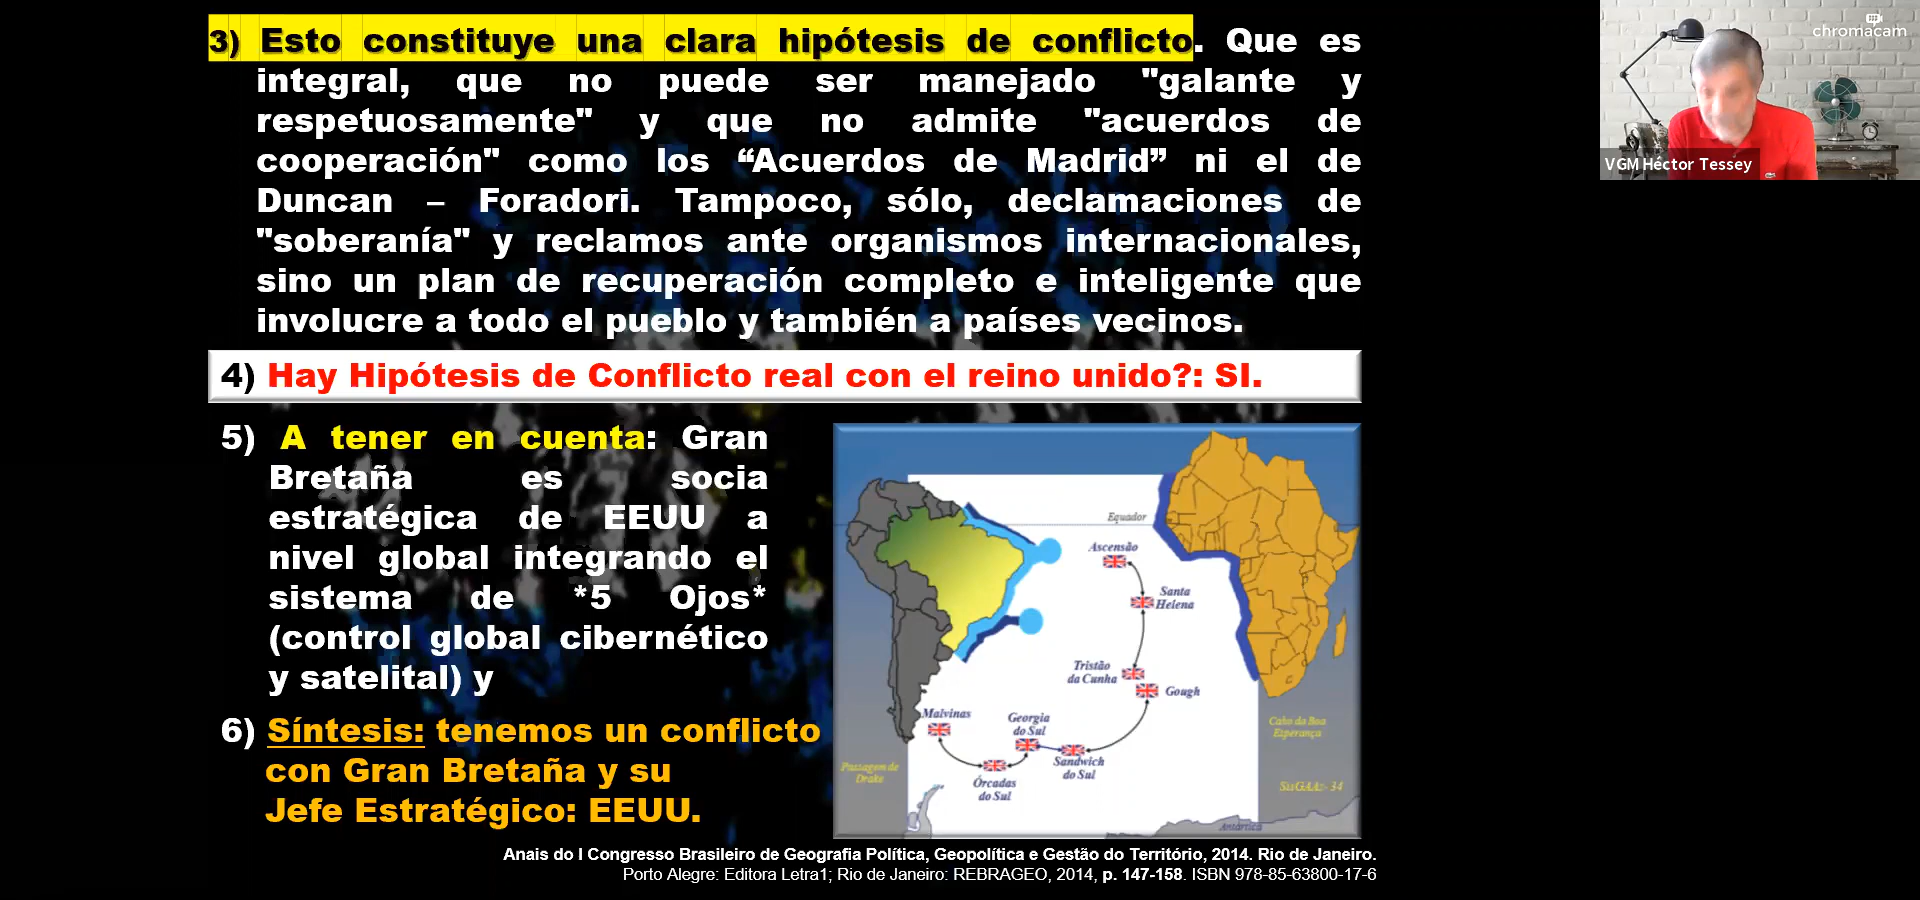 3) Esto constituye una clara hipótesis de conflicto. Que es
integral, que no puede ser manejado "galante y
respetuosamente" y que no admite "acuerdos de
cooperación" como los “Acuerdos de Madrid” ni el de
Duncan – Foradori. Tampoco, sólo, declamaciones de
"soberanía" y reclamos ante organismos internacionales,
sino un plan de recuperación completo e inteligente que
involucre a todo el pueblo y también a países vecinos.
4) Hay Hipótesis de Conflicto real con el reino unido?: SI.
5) A tener en cuenta: Gran
Bretaña es socia
estratégica de EEUU a
nivel global integrando el
sistema de *5 Ojos*
(control global cibernético
y satelital) y
6) Síntesis: tenemos un conflicto
con Gran Bretaña y su
Jefe Estratégico: EEUU.
Equador
Ascensão
Santa
Helena
Tristão
da Cunha
Gough
Malvinas
Georgia
do Sul
Sandwich
do Sul
Órcadas
do Sul
Passagem de
Drake
Cabo da Boa
Esperança
34
Antártica
Anais do I Congresso Brasileiro de Geografia Política, Geopolítica e Gestão do Território, 2014. Rio de Janeiro.
Porto Alegre: Editora Letra1; Rio de Janeiro: REBRAGEO, 2014, p. 147-158. ISBN 978-85-63800-17-6
chromacam
VGM Héctor Tessey